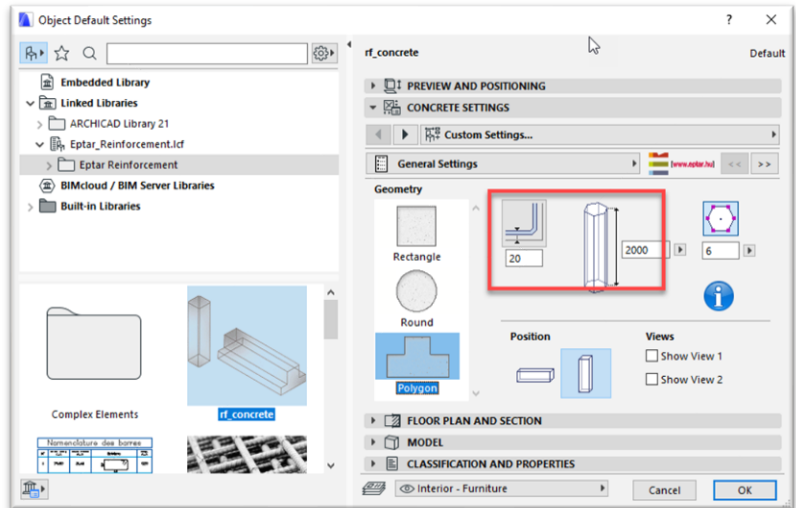 Object Default Settings
? ×
rf_concrete
Default
Embedded Library
Linked Libraries
ARCHICAD Library 21
Eptar_Reinforcement.lcf
Eptar Reinforcement
BIMcloud / BIM Server Libraries
Built-in Libraries
Complex Elements
rf_concrete
Nomenclature des barres
PREVIEW AND POSITIONING
CONCRETE SETTINGS
Custom Settings...
General Settings
[www.eptar.hu]
<< >>
Geometry
Rectangle
Round
Polygon
20
2000
6
Position
Views
Show View 1
Show View 2
FLOOR PLAN AND SECTION
MODEL
CLASSIFICATION AND PROPERTIES
Interior - Furniture
Cancel
OK